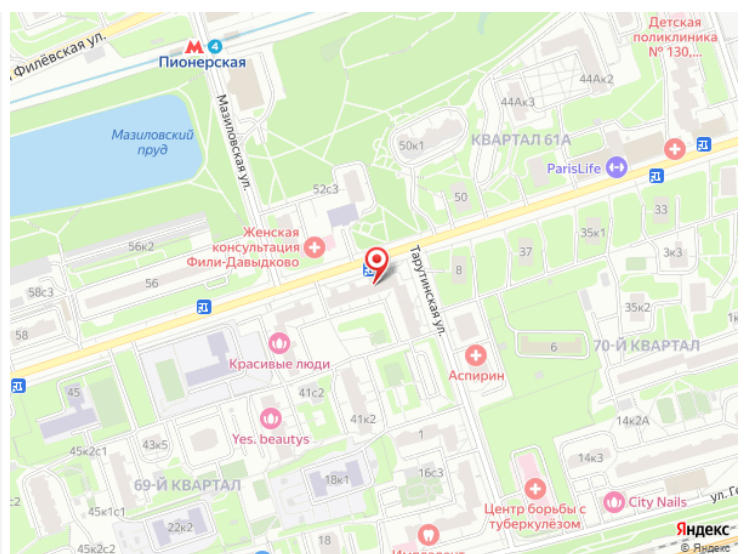 Детская
поликлиника
№ 130,...
я Филёвская ул.
4
Пионерская
44Ак2
44Ак3
Мазиловская ул.
Мазиловский
пруд
50к1
КВАРТАЛ 61А
ParisLife
52с3
50
33
35к1
Женская
консультация
Фили-Давыдково
56к2
Тарутинская ул.
37
3к3
8
58с3
56
35к2
58
6
70-Й КВАРТАЛ
Красивые люди
Аспирин
45
41с2
14к2А
41к2
Yes. beautys
1
43к5
45к2с1
14к3
16с3
18к1
69-Й КВАРТАЛ
City Nails
Центр борьбы с
туберкулёзом
45к1с1
22к2
Яндекс
45к2с2
© Яндекс